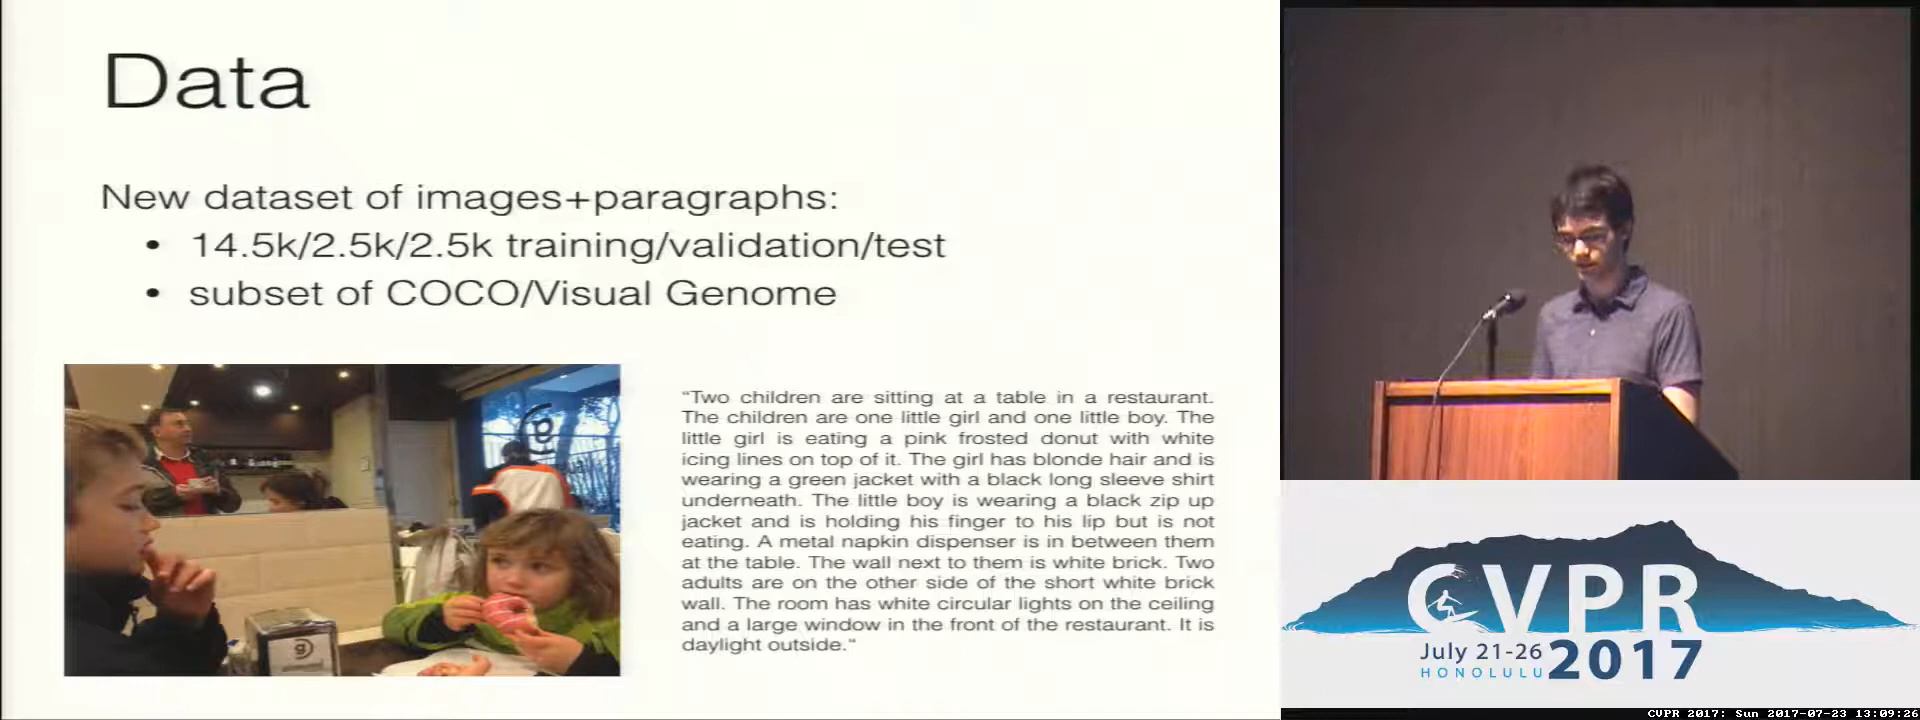 Data
New dataset of images+paragraphs:
• 14.5k/2.5k/2.5k training/validation/test
• subset of COCO/Visual Genome
"Two children are sitting at a table in a restaurant.
The children are one little girl and one little boy. The
little girl is eating a pink frosted donut with white
icing lines on top of it. The girl has blonde hair and is
wearing a green jacket with a black long sleeve shirt
underneath. The little boy is wearing a black zip up
jacket and is holding his finger to his lip but is not
eating. A metal napkin dispenser is in between them
at the table. The wall next to them is white brick. Two
adults are on the other side of the short white brick
wall. The room has white circular lights on the ceiling
and a large window in the front of the restaurant. It is
daylight outside."
CVPR
July 21-26
HONOLULU
2017
CVPR 2017: Sun 2017-07-23 13:09:26